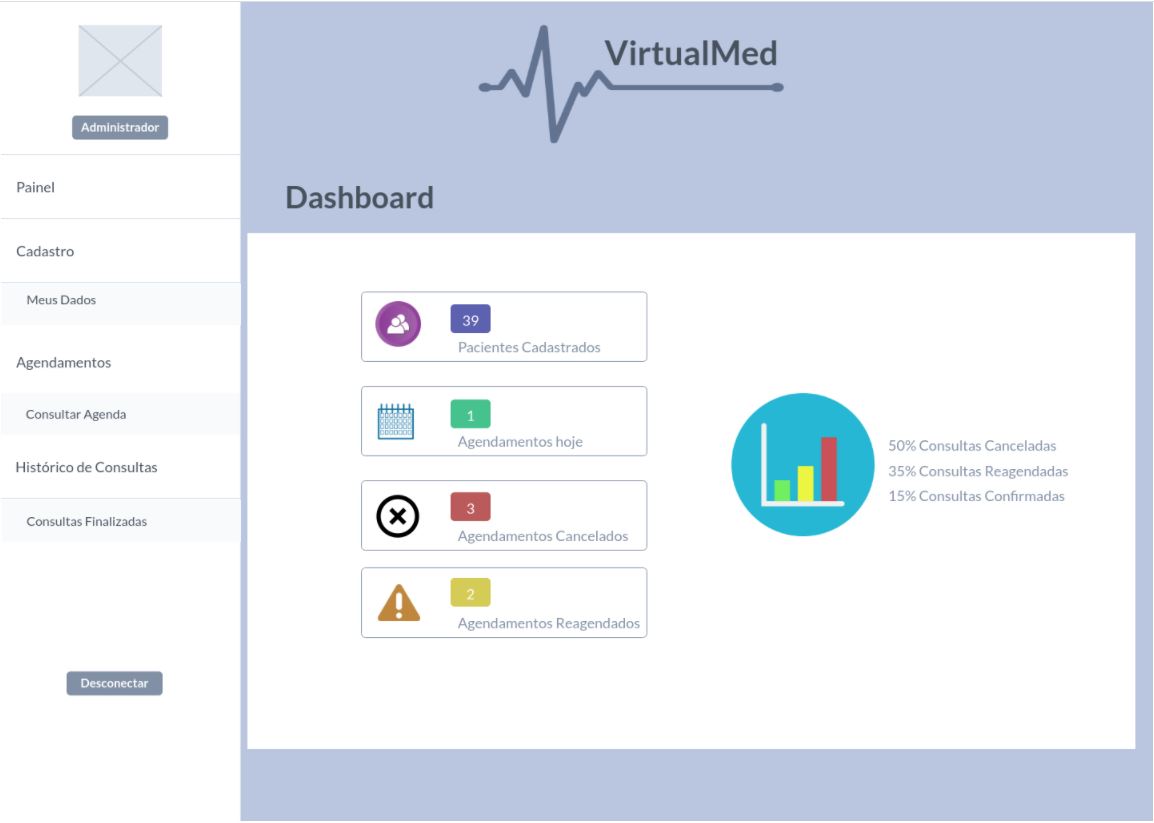 Administrador
Painel
Cadastro
Meus Dados
Agendamentos
Consultar Agenda
Histórico de Consultas
Consultas Finalizadas
Desconectar
VirtualMed
Dashboard
39
Pacientes Cadastrados
1
Agendamentos hoje
3
Agendamentos Cancelados
2
Agendamentos Reagendados
50% Consultas Canceladas
35% Consultas Reagendadas
15% Consultas Confirmadas